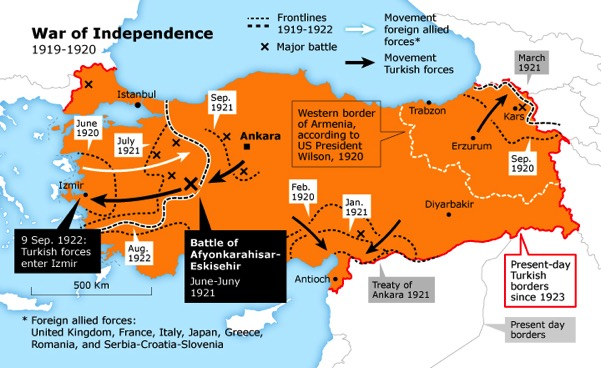 War of Independence
1919-1920
Frontlines
1919-1922
Major battle
Movement
foreign allied
forces*
Movement
Turkish forces
March
1921
Istanbul
Sep.
1921
June
1920
July
1921
Ankara
Western border
of Armenia,
according to
US President
Wilson, 1920
Trabzon
Kars
Erzurum
Sep.
1920
Izmir
Feb.
1920
Jan.
1921
Diyarbakir
9 Sep. 1922:
Turkish forces
enter Izmir
Aug.
1922
Battle of
Afyonkarahisar-
Eskisehir
June-Juny
1921
Antioch
Treaty of
Ankara 1921
Present-day
Turkish
borders
since 1923
500 Km
Present day
borders
* Foreign allied forces:
United Kingdom, France, Italy, Japan, Greece,
Romania, and Serbia-Croatia-Slovenia